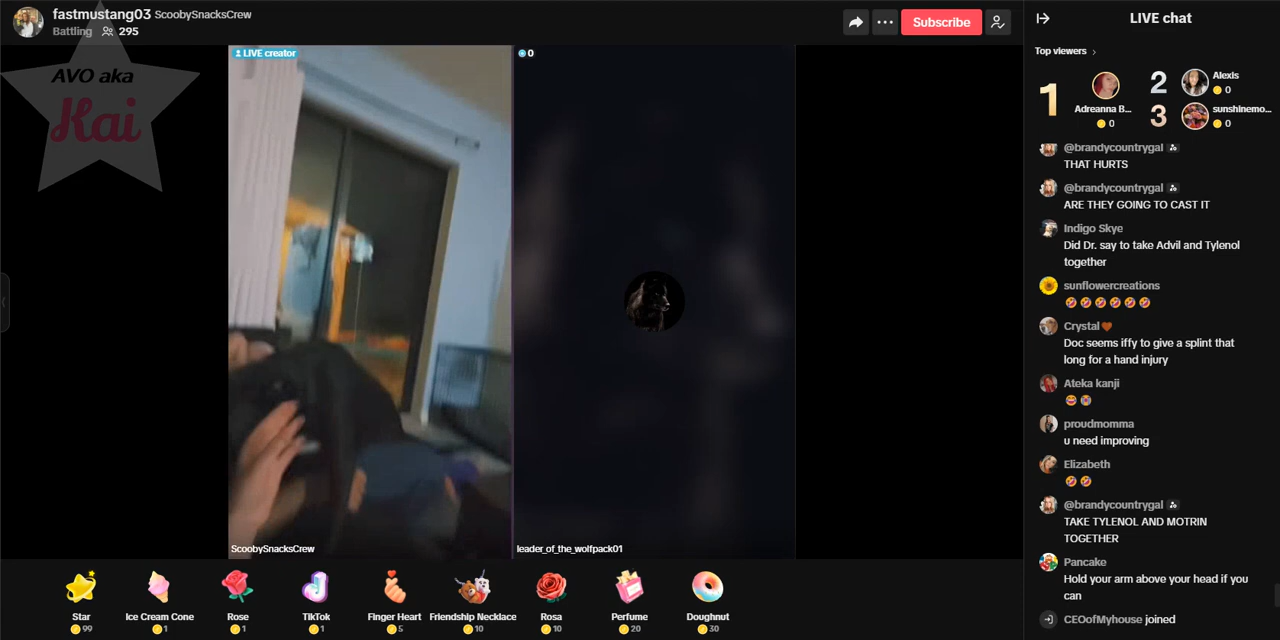 fastmustang03 ScoobySnacksCrew
Battling 295
Subscribe
AVO aka
Kai
LIVE creator
0
ScoobySnacksCrew
leader_of_the_wolfpack01
Star
99
Ice Cream Cone
1
Rose
1
TikTok
1
Finger Heart
5
Friendship Necklace
10
Rosa
10
Perfume
20
Doughnut
30
LIVE chat
Top viewers
1
Adreanna B...
0
2
Alexis
0
3
sunshinemo...
0
@brandycountrygal
THAT HURTS
@brandycountrygal
ARE THEY GOING TO CAST IT
Indigo Skye
Did Dr. say to take Advil and Tylenol
together
sunflowercreations
🤣🤣🤣🤣🤣🤣
Crystal🤎
Doc seems iffy to give a splint that
long for a hand injury
Ateka kanji
proudmomma
u need improving
Elizabeth
🤣🤣
@brandycountrygal
TAKE TYLENOL AND MOTRIN
TOGETHER
Pancake
Hold your arm above your head if you
can
CEOofMyhouse joined